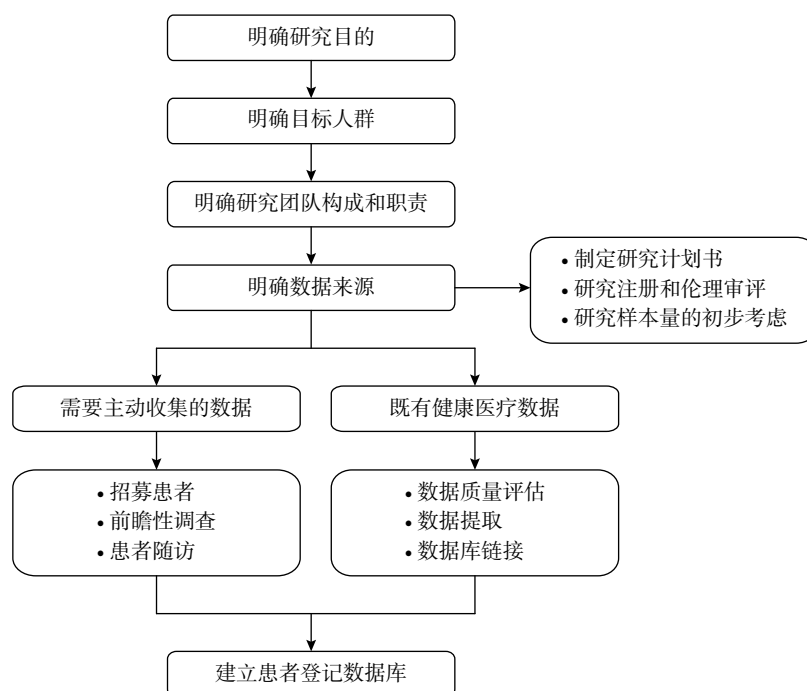 明确研究目的
明确目标人群
明确研究团队构成和职责
明确数据来源
• 制定研究计划书
• 研究注册和伦理审评
• 研究样本量的初步考虑
需要主动收集的数据
既有健康医疗数据
• 招募患者
• 前瞻性调查
• 患者随访
• 数据质量评估
• 数据提取
• 数据库链接
建立患者登记数据库